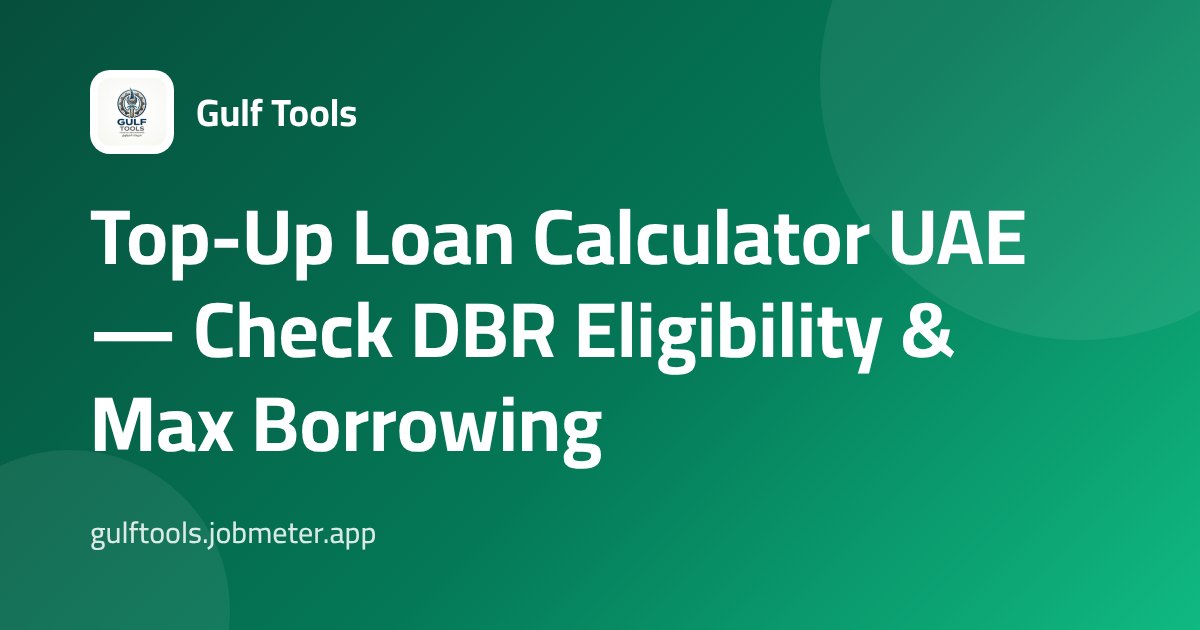 GULF
TOOLS
Gulf Tools
Top-Up Loan Calculator UAE
— Check DBR Eligibility &
Max Borrowing
gulftools.jobmeter.app